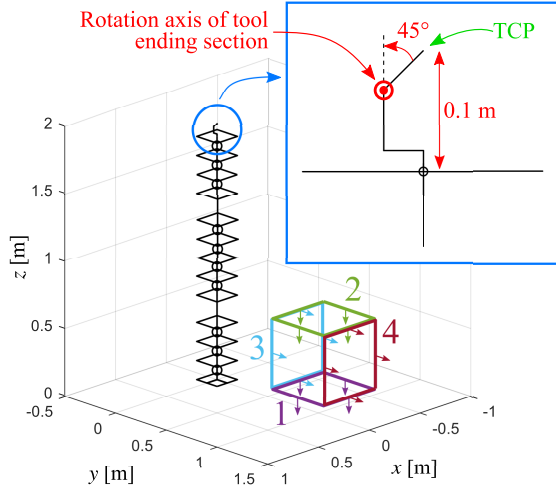 Rotation axis of tool
ending section
45°
TCP
0.1 m
2
1.5
1
0.5
0
z [m]
-0.5
0
0.5
1
1.5
y [m]
1
0.5
0
-0.5
-1
x [m]
1
2
3
4